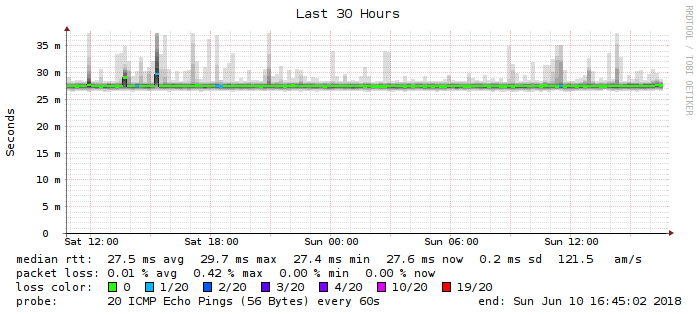 Last 30 Hours
RRDTOOL / TOBI OETIKER
Seconds
35 m
30 m
25 m
20 m
15 m
10 m
5 m
0
Sat 12:00 Sat 18:00 Sun 00:00 Sun 06:00 Sun 12:00
median rtt: 27.5 ms avg 29.7 ms max 27.4 ms min 27.6 ms now 0.2 ms sd 121.5 am/s
packet loss: 0.01 % avg 0.42 % max 0.00 % min 0.00 % now
loss color: 0 1/20 2/20 3/20 4/20 10/20 19/20
probe: 20 ICMP Echo Pings (56 Bytes) every 60s end: Sun Jun 10 16:45:02 2018